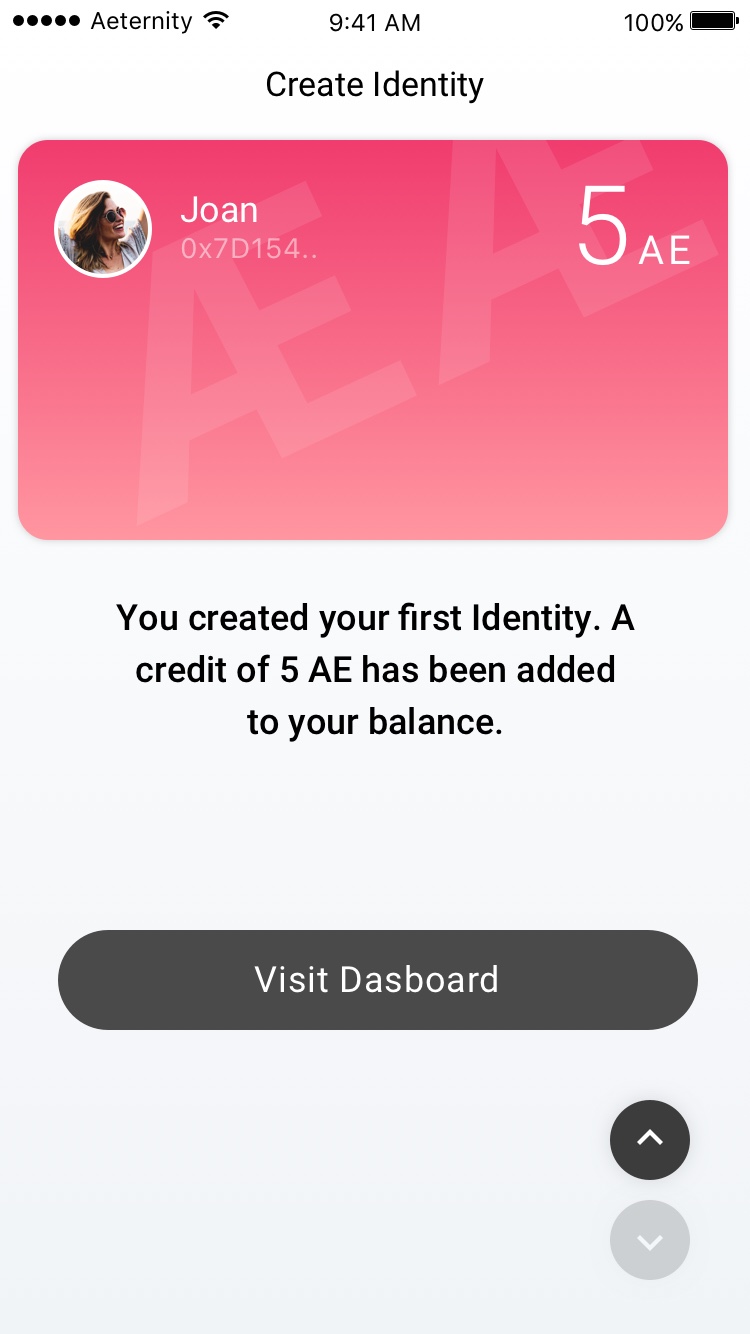 Aeternity 9:41 AM 100%
Create Identity
Joan
0x7D154..
5 AE
ÆÆ
You created your first Identity. A
credit of 5 AE has been added
to your balance.
Visit Dasboard